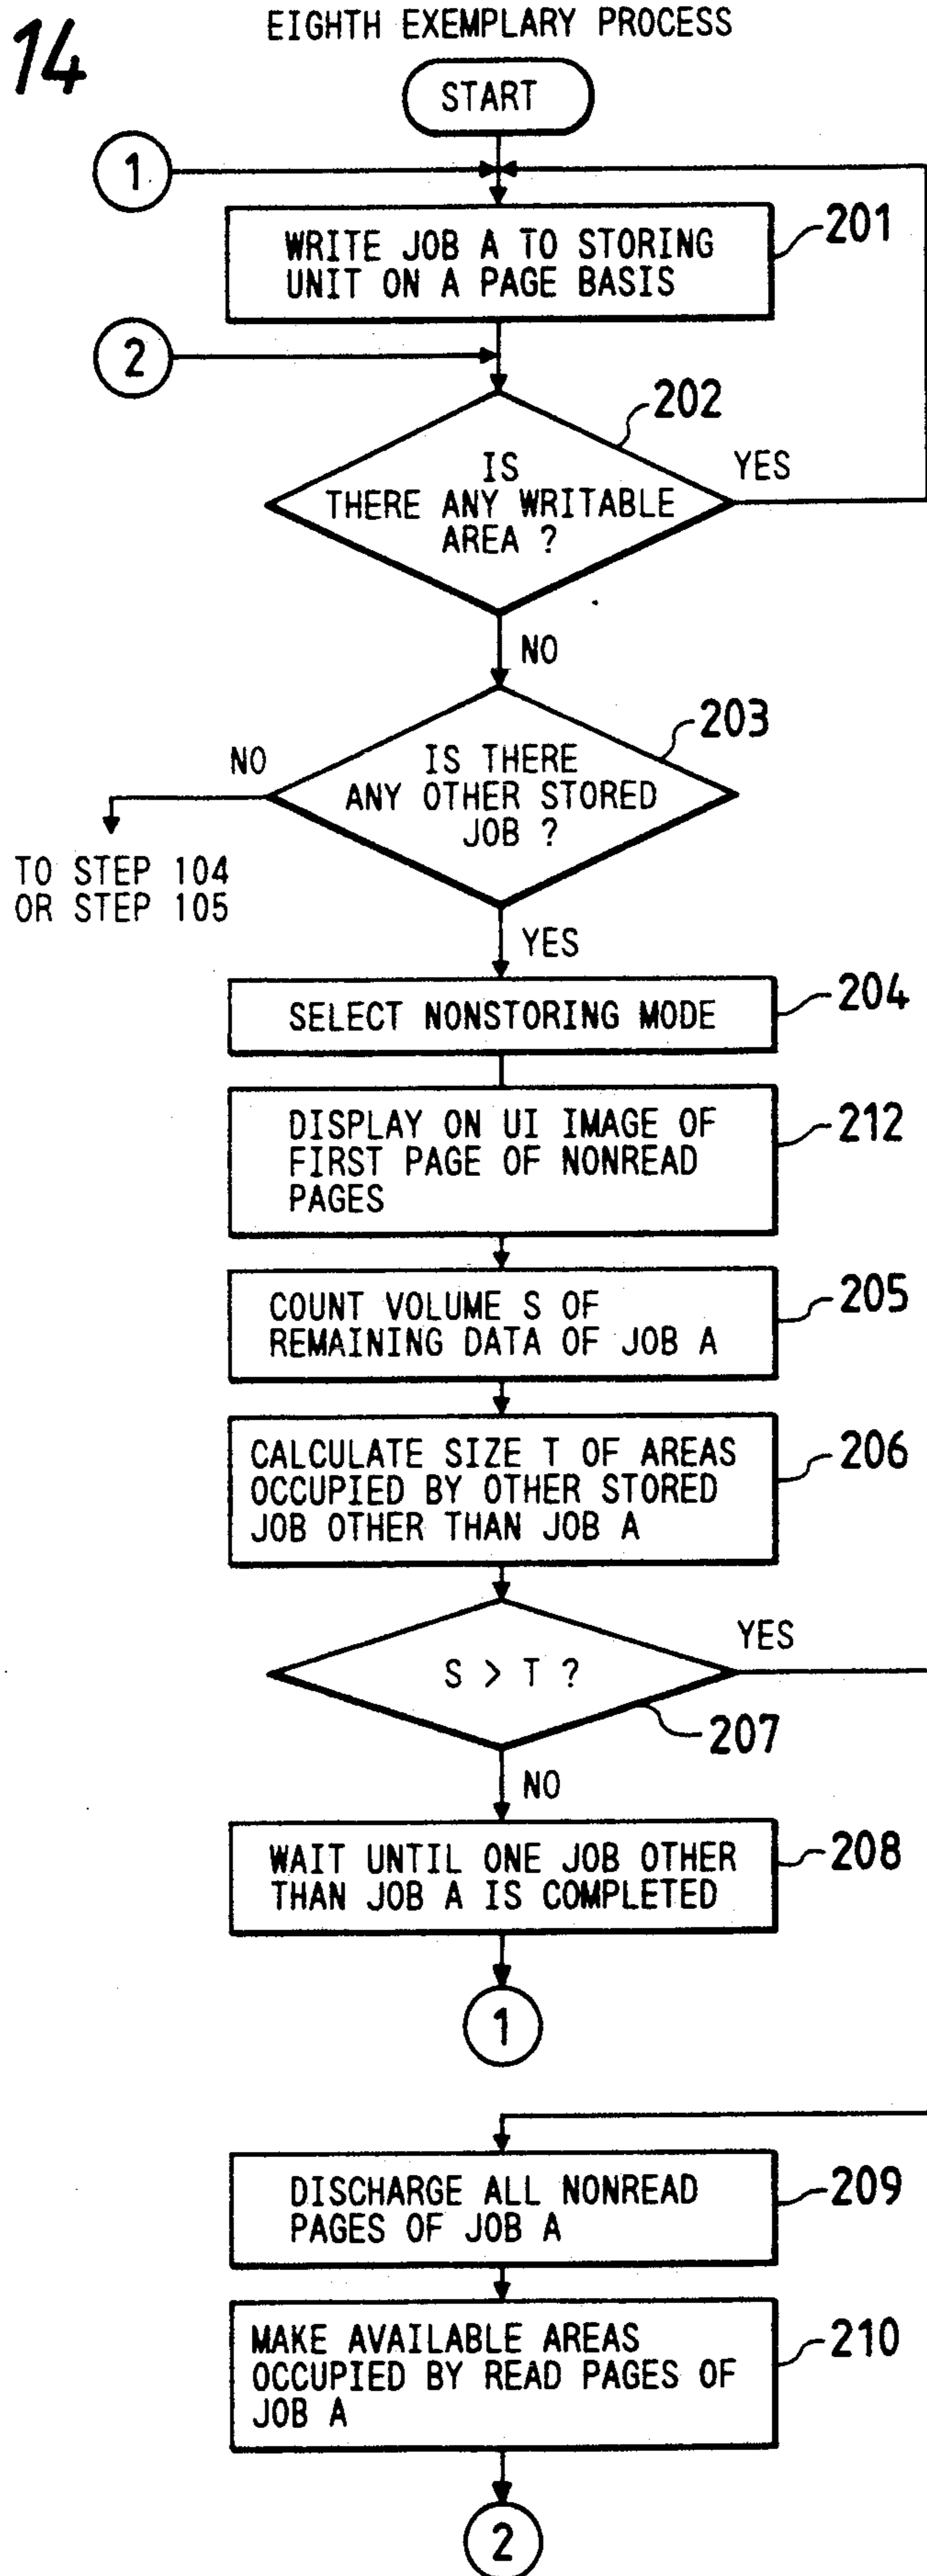 14
EIGHTH EXEMPLARY PROCESS
START
1
WRITE JOB A TO STORING
UNIT ON A PAGE BASIS
201
2
202
IS
THERE ANY WRITABLE
AREA ?
YES
NO
203
IS THERE
ANY OTHER STORED
JOB ?
NO
TO STEP 104
OR STEP 105
YES
SELECT NONSTORING MODE
204
DISPLAY ON UI IMAGE OF
FIRST PAGE OF NONREAD
PAGES
212
COUNT VOLUME S OF
REMAINING DATA OF JOB A
205
CALCULATE SIZE T OF AREAS
OCCUPIED BY OTHER STORED
JOB OTHER THAN JOB A
206
S > T ?
YES
207
NO
WAIT UNTIL ONE JOB OTHER
THAN JOB A IS COMPLETED
208
1
DISCHARGE ALL NONREAD
PAGES OF JOB A
209
MAKE AVAILABLE AREAS
OCCUPIED BY READ PAGES OF
JOB A
210
2